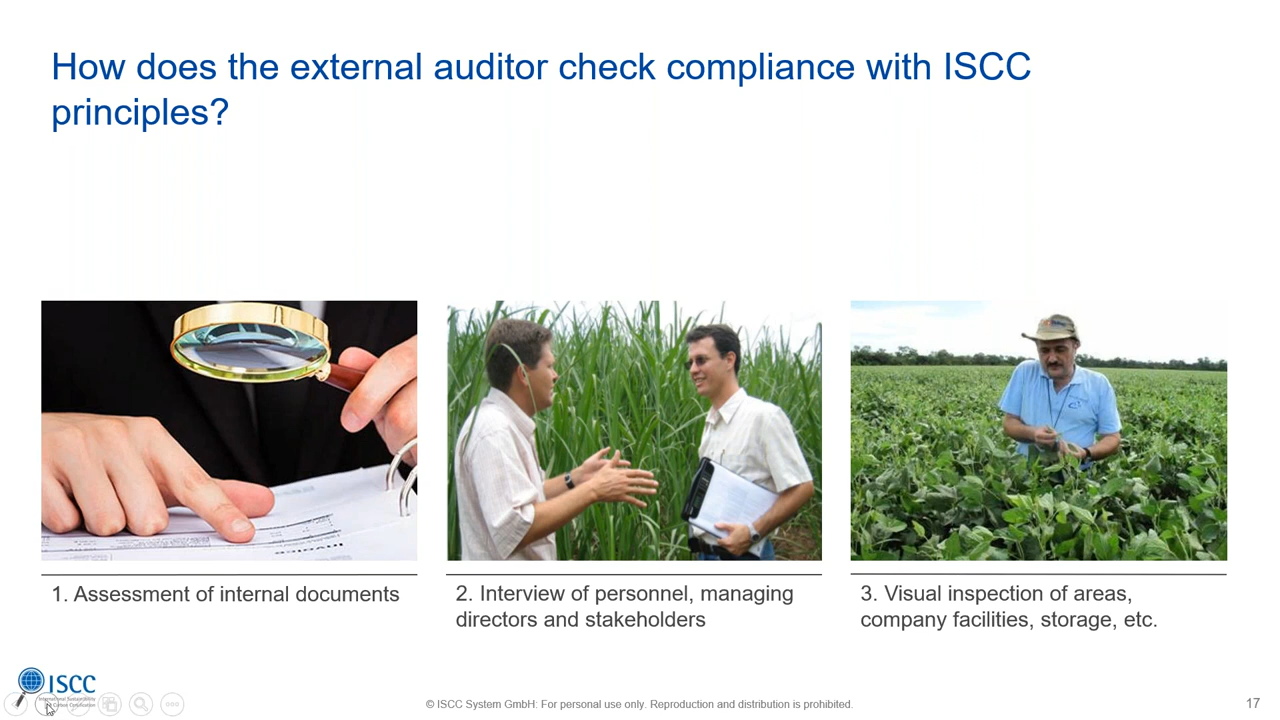 How does the external auditor check compliance with ISCC
principles?
INVOICE
1. Assessment of internal documents
2. Interview of personnel, managing
directors and stakeholders
3. Visual inspection of areas,
company facilities, storage, etc.
ISCC
International Sustainability
& Carbon Certification
© ISCC System GmbH: For personal use only. Reproduction and distribution is prohibited.
17